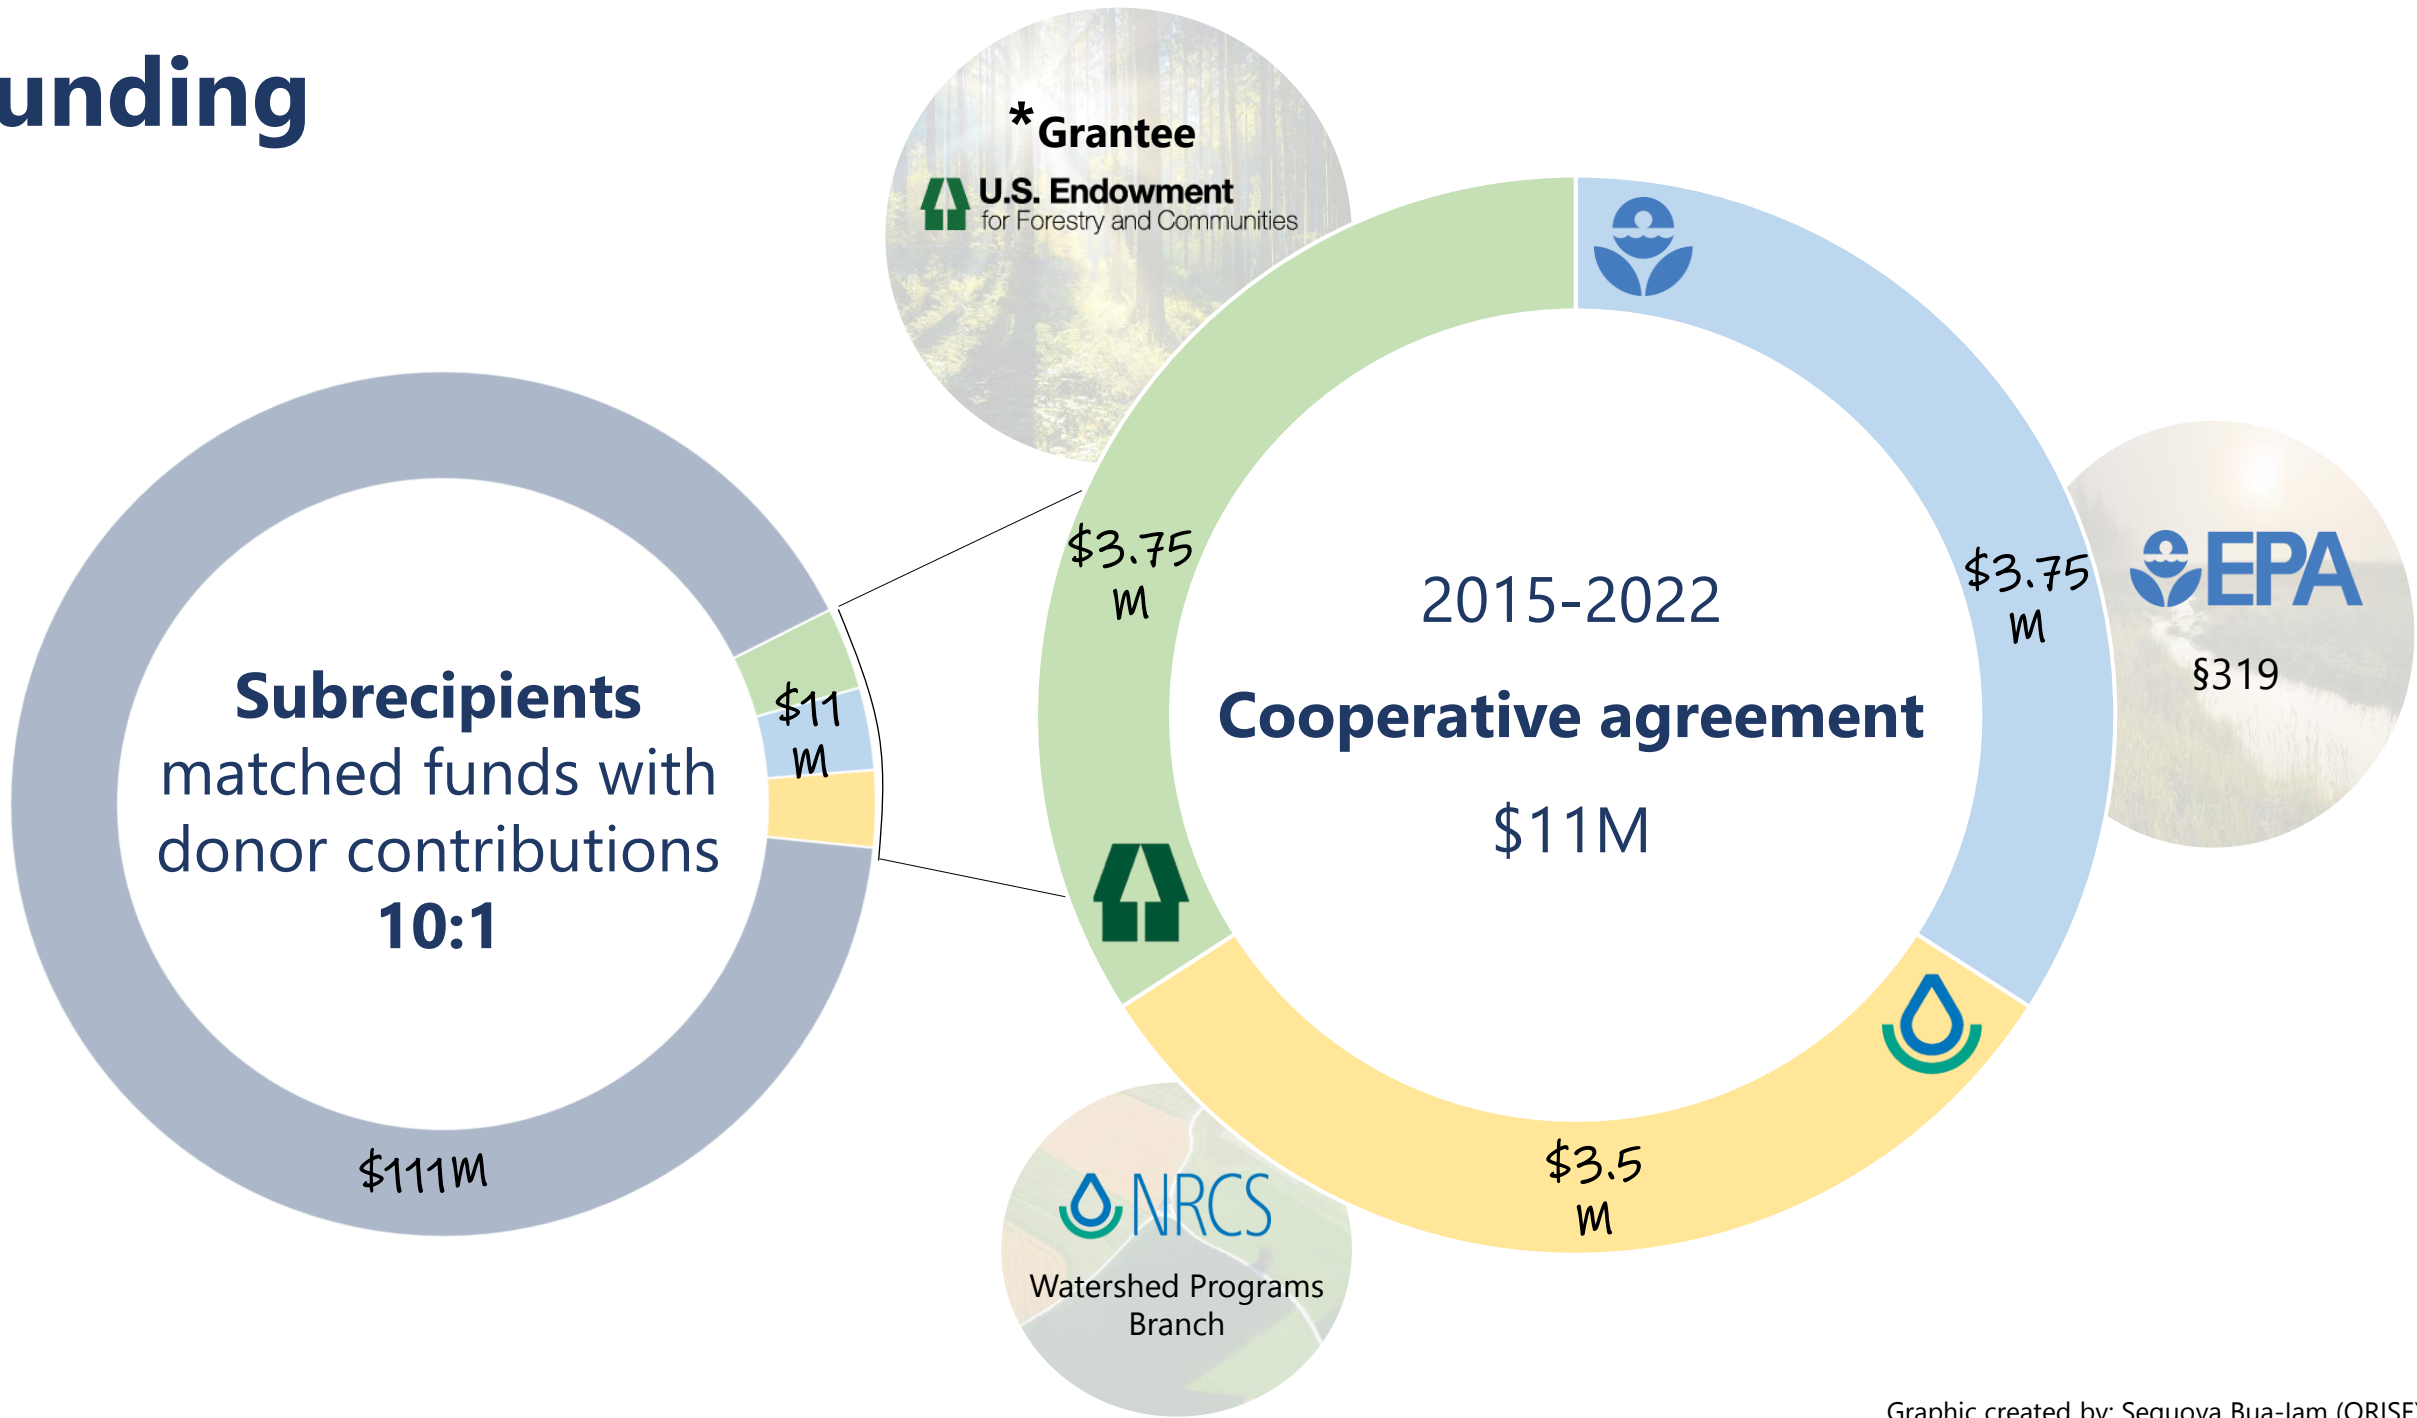 unding
*Grantee
U.S. Endowment
for Forestry and Communities
$3.75
M
$3.75
M
EPA
§319
2015-2022
Cooperative agreement
$11M
Subrecipients
matched funds with
donor contributions
10:1
$11
M
$111M
$3.5
M
NRCS
Watershed Programs
Branch
Graphic created by: Sequoya Bua-Iam (ORISE)